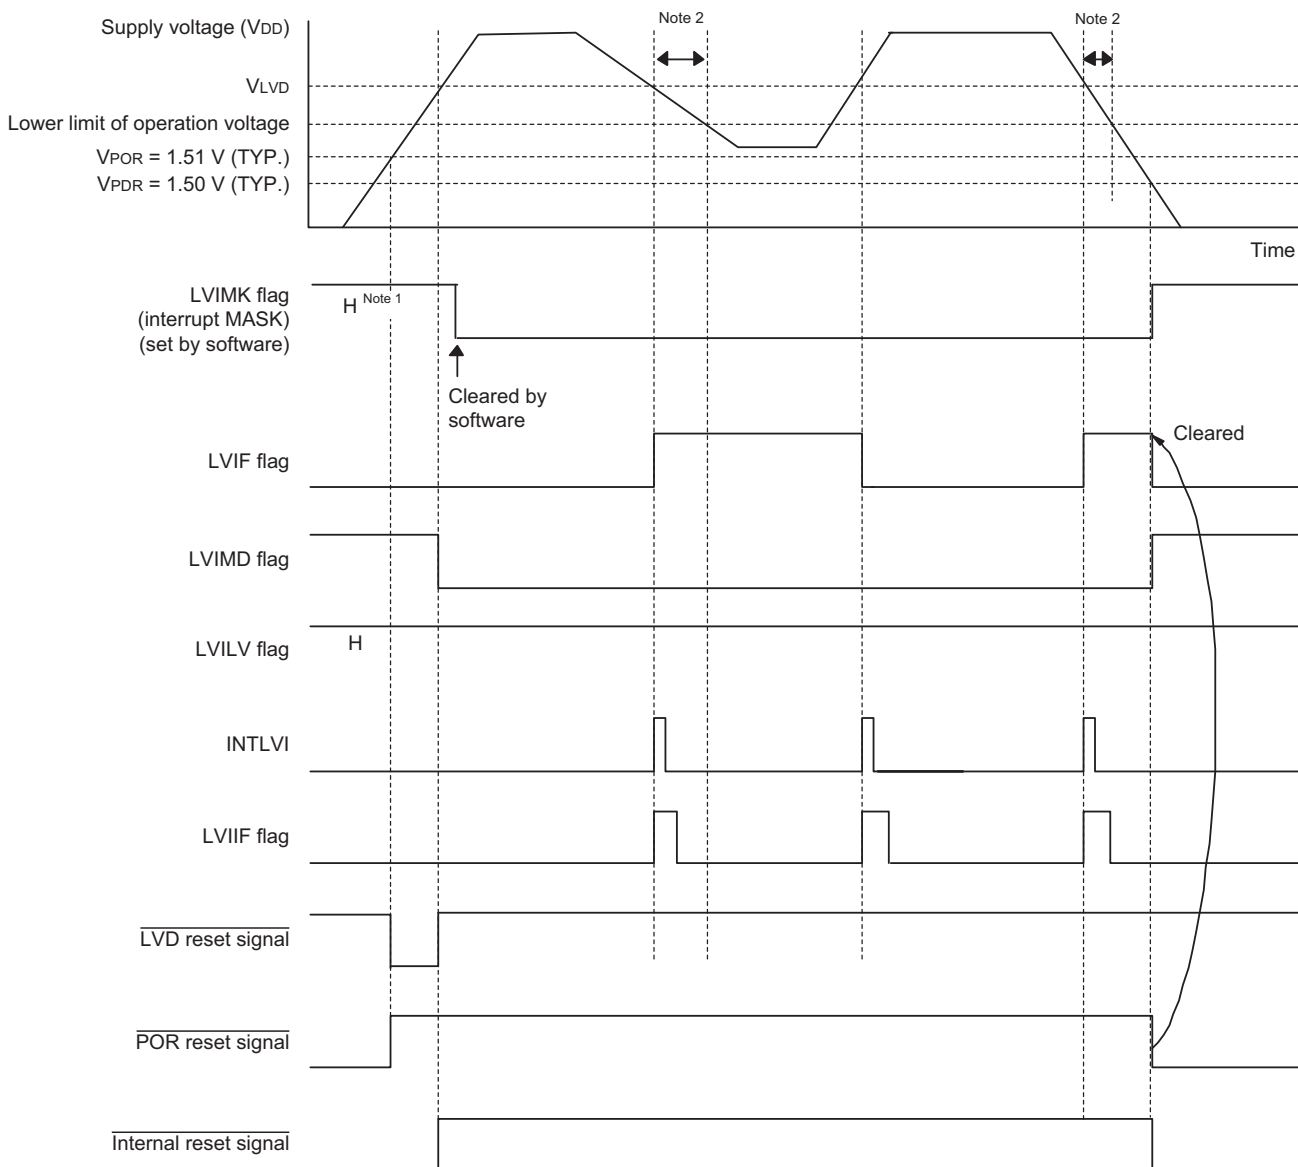 Note 2
Note 2
Supply voltage (VDD)
VLVD
Lower limit of operation voltage
VPOR = 1.51 V (TYP.)
VPDR = 1.50 V (TYP.)
Time
LVIMK flag
(interrupt MASK)
(set by software)
H Note 1
Cleared by
software
Cleared
LVIF flag
LVIMD flag
LVILV flag
H
INTLVI
LVIIF flag
LVD reset signal
POR reset signal
Internal reset signal